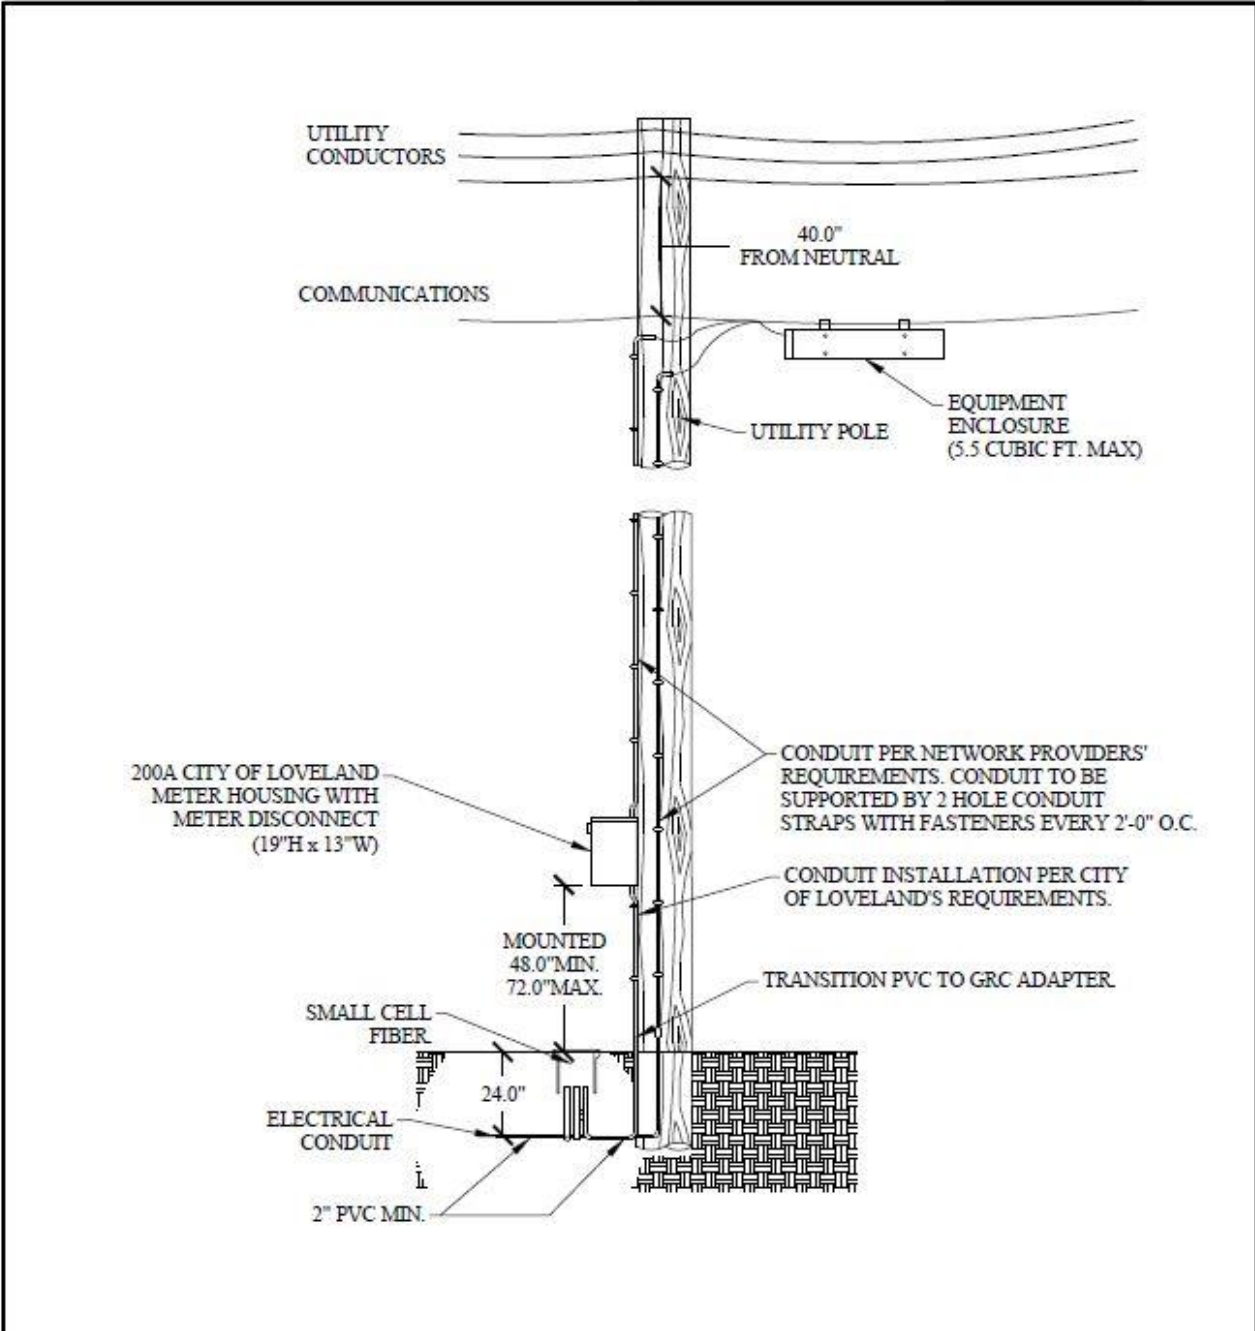 UTILITY
CONDUCTORS
40.0"
FROM NEUTRAL
COMMUNICATIONS
EQUIPMENT
ENCLOSURE
(5.5 CUBIC FT. MAX)
UTILITY POLE
CONDUIT PER NETWORK PROVIDERS'
REQUIREMENTS. CONDUIT TO BE
SUPPORTED BY 2 HOLE CONDUIT
STRAPS WITH FASTENERS EVERY 2'-0" O.C.
200A CITY OF LOVELAND
METER HOUSING WITH
METER DISCONNECT
(19"H x 13"W)
CONDUIT INSTALLATION PER CITY
OF LOVELAND'S REQUIREMENTS.
MOUNTED
48.0"MIN.
72.0"MAX.
TRANSITION PVC TO GRC ADAPTER.
SMALL CELL
FIBER.
24.0"
ELECTRICAL
CONDUIT
2" PVC MIN.